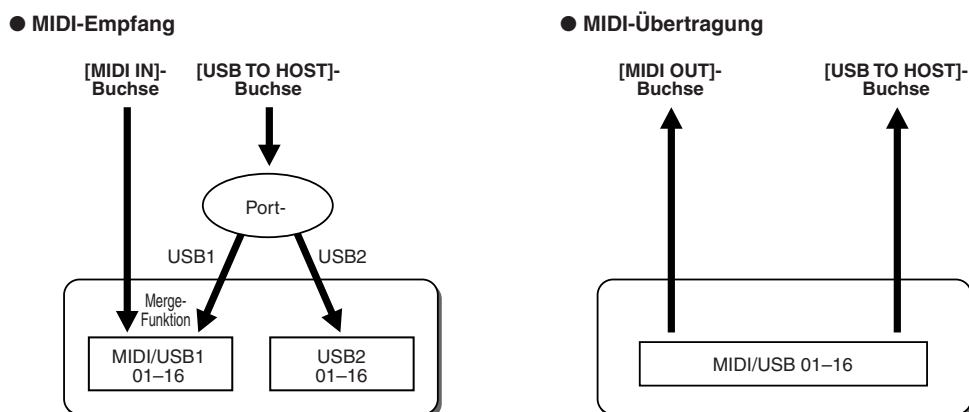 ● MIDI-Empfang
[MIDI IN]-
Buchse
[USB TO HOST]-
Buchse
Port-
USB1
USB2
Merge-
Funktion
MIDI/USB1
01–16
USB2
01–16
● MIDI-Übertragung
[MIDI OUT]-
Buchse
[USB TO HOST]-
Buchse
MIDI/USB 01–16